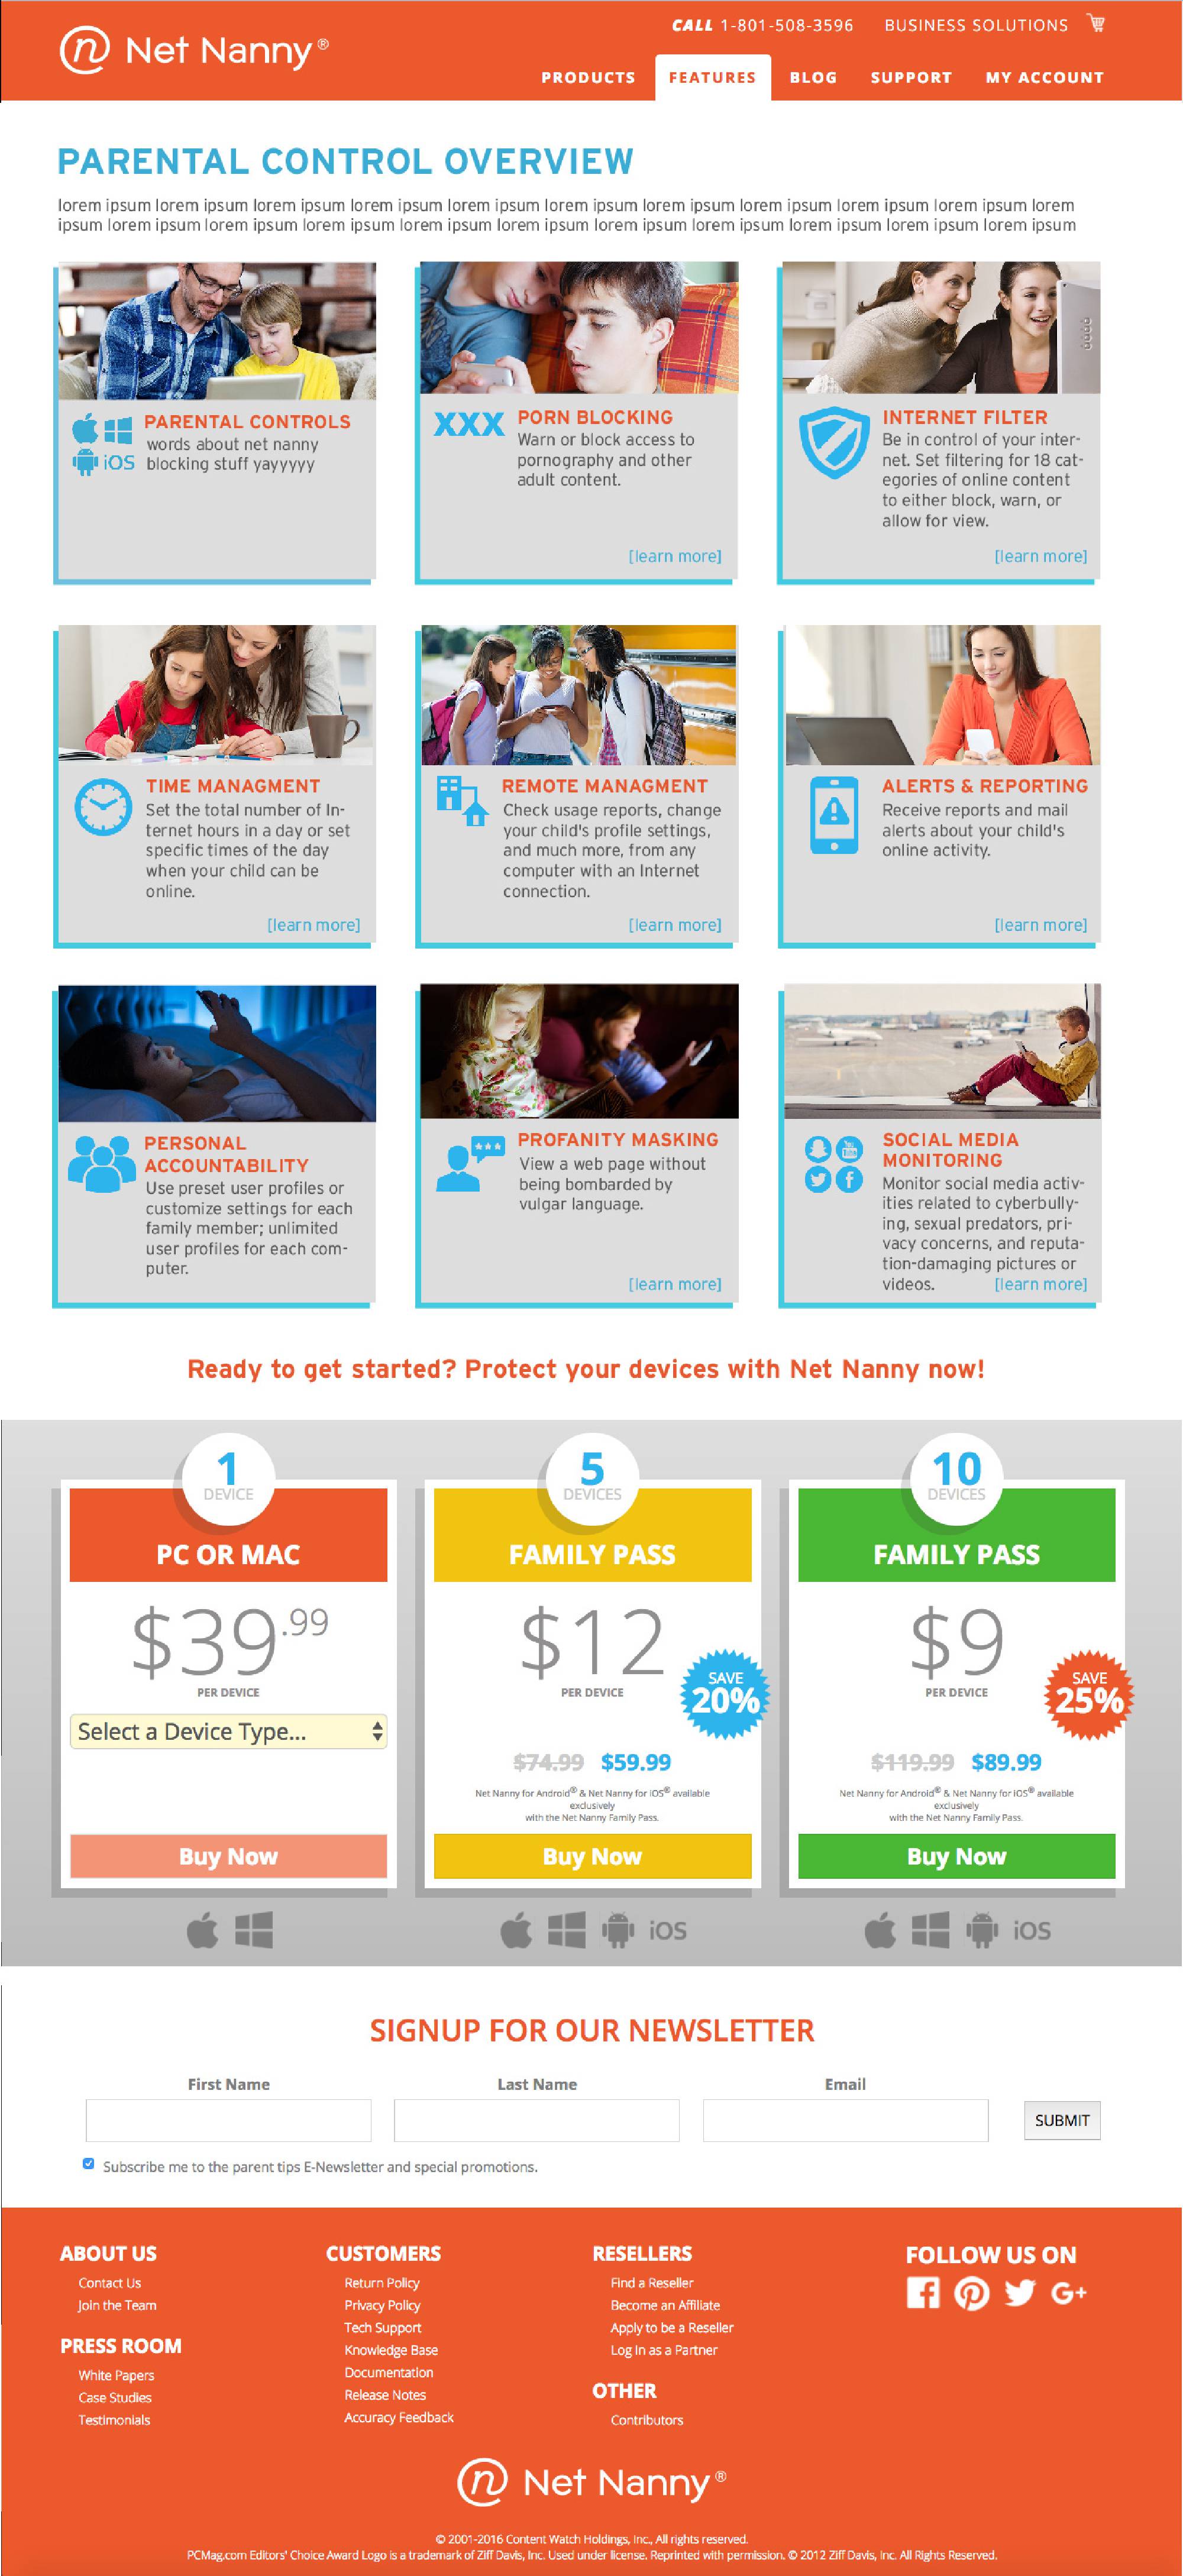 CALL 1-801-508-3596 BUSINESS SOLUTIONS
n Net Nanny®
PRODUCTS FEATURES BLOG SUPPORT MY ACCOUNT
PARENTAL CONTROL OVERVIEW
lorem ipsum lorem ipsum lorem ipsum lorem ipsum lorem ipsum lorem ipsum lorem ipsum lorem ipsum lorem ipsum lorem ipsum lorem
ipsum lorem ipsum lorem ipsum lorem ipsum lorem ipsum lorem ipsum lorem ipsum lorem ipsum lorem ipsum lorem ipsum lorem ipsum
iOS
PARENTAL CONTROLS
words about net nanny
blocking stuff yayyyyy
XXX
PORN BLOCKING
Warn or block access to
pornography and other
adult content.
[learn more]
INTERNET FILTER
Be in control of your inter-
net. Set filtering for 18 cat-
egories of online content
to either block, warn, or
allow for view.
[learn more]
TIME MANAGMENT
Set the total number of In-
ternet hours in a day or set
specific times of the day
when your child can be
online.
[learn more]
REMOTE MANAGMENT
Check usage reports, change
your child's profile settings,
and much more, from any
computer with an Internet
connection.
[learn more]
ALERTS & REPORTING
Receive reports and mail
alerts about your child's
online activity.
[learn more]
PERSONAL
ACCOUNTABILITY
Use preset user profiles or
customize settings for each
family member; unlimited
user profiles for each com-
puter.
***
PROFANITY MASKING
View a web page without
being bombarded by
vulgar language.
[learn more]
You Tube
f
SOCIAL MEDIA
MONITORING
Monitor social media activ-
ities related to cyberbully-
ing, sexual predators, pri-
vacy concerns, and reputa-
tion-damaging pictures or
videos. [learn more]
Ready to get started? Protect your devices with Net Nanny now!
1
DEVICE
PC OR MAC
$39.99
PER DEVICE
Select a Device Type...
Buy Now
5
DEVICES
FAMILY PASS
$12
PER DEVICE
SAVE
20%
$74.99 $59.99
Net Nanny for Android® & Net Nanny for iOS® available
exclusively
with the Net Nanny Family Pass.
Buy Now
iOS
10
DEVICES
FAMILY PASS
$9
PER DEVICE
SAVE
25%
$119.99 $89.99
Net Nanny for Android® & Net Nanny for iOS® available
exclusively
with the Net Nanny Family Pass.
Buy Now
iOS
SIGNUP FOR OUR NEWSLETTER
First Name Last Name Email
SUBMIT
Subscribe me to the parent tips E-Newsletter and special promotions.
ABOUT US
Contact Us
Join the Team
PRESS ROOM
White Papers
Case Studies
Testimonials
CUSTOMERS
Return Policy
Privacy Policy
Tech Support
Knowledge Base
Documentation
Release Notes
Accuracy Feedback
RESELLERS
Find a Reseller
Become an Affiliate
Apply to be a Reseller
Log In as a Partner
OTHER
Contributors
FOLLOW US ON
f G+
n Net Nanny®
© 2001-2016 Content Watch Holdings, Inc., All rights reserved.
PCMag.com Editors' Choice Award Logo is a trademark of Ziff Davis, Inc. Used under license. Reprinted with permission. © 2012 Ziff Davis, Inc. All Rights Reserved.